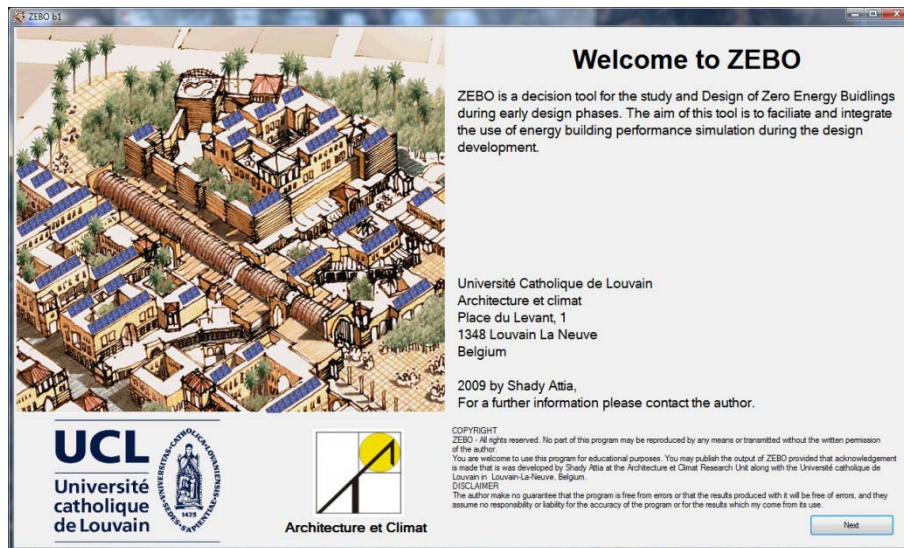 ZEBO b1
Welcome to ZEBO
ZEBO is a decision tool for the study and Design of Zero Energy Buidlings
during early design phases. The aim of this tool is to faciliate and integrate
the use of energy building performance simulation during the design
development.
Université Catholique de Louvain
Architecture et climat
Place du Levant, 1
1348 Louvain La Neuve
Belgium
2009 by Shady Attia,
For a further information please contact the author.
COPYRIGHT
ZEBO - All rights reserved. No part of this program may be reproduced by any means or transmitted without the written permission
of the author.
You are welcome to use this program for educational purposes. You may publish the output of ZEBO provided that acknowledgement
is made that is was developed by Shady Attia at the Architecture et Climat Research Unit along with the Université catholique de
Louvain in Louvain-La-Neuve, Belgium.
DISCLAIMER
The author make no guarantee that the program is free from errors or that the results produced with it will be free of errors, and they
assume no responsibility or liability for the accuracy of the program or for the results which my come from its use.
Next
UCL
Université
catholique
de Louvain
UNIVERSITAS CATHOLICA LOVANIENSIS
SEDES SAPIENTIAE
1425
Architecture et Climat